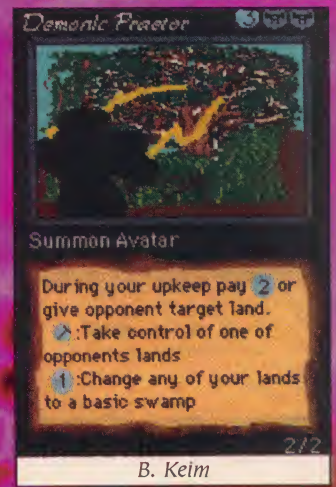 Demonic Praetor 3
Summon Avatar
During your upkeep pay 2 or
give opponent target land.
:Take control of one of
opponents lands
1:Change any of your lands
to a basic swamp
2/2
B. Keim